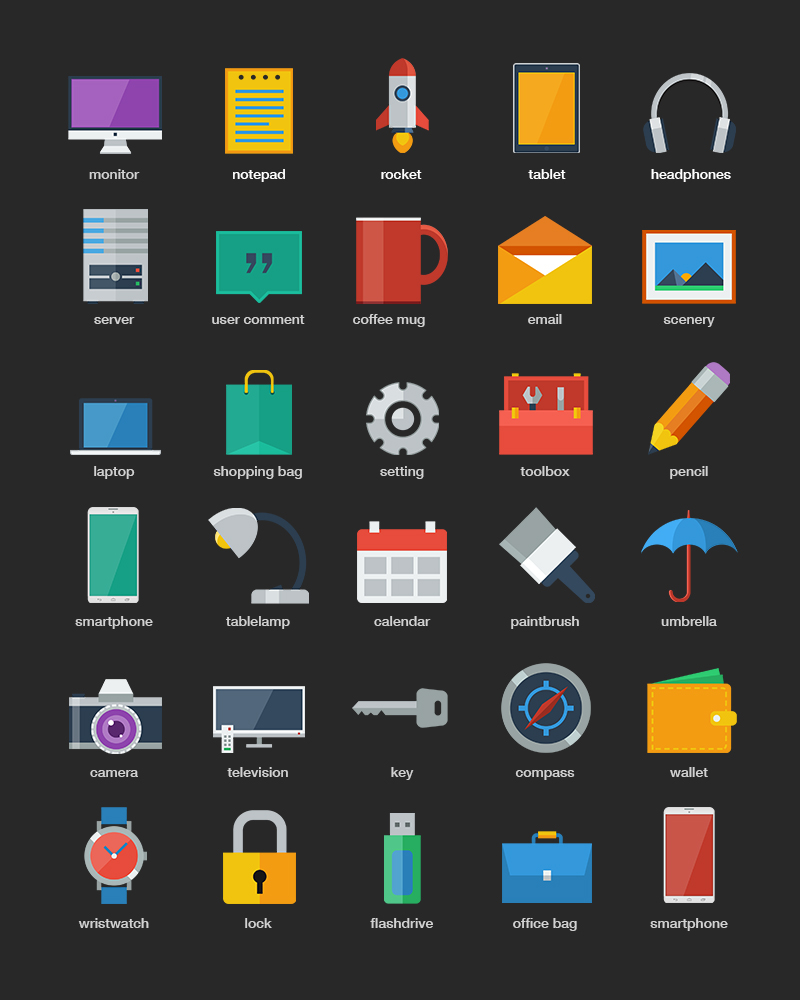 monitor
notepad
rocket
tablet
headphones
server
user comment
coffee mug
email
scenery
laptop
shopping bag
setting
toolbox
pencil
smartphone
tablelamp
calendar
paintbrush
umbrella
camera
television
key
compass
wallet
wristwatch
lock
flashdrive
office bag
smartphone